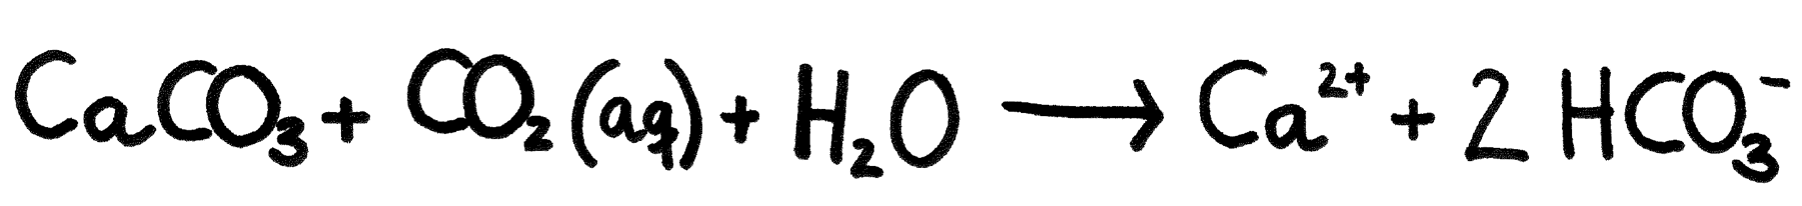 CaCO₃ + CO₂(aq) + H₂O → Ca²⁺ + 2 HCO₃⁻